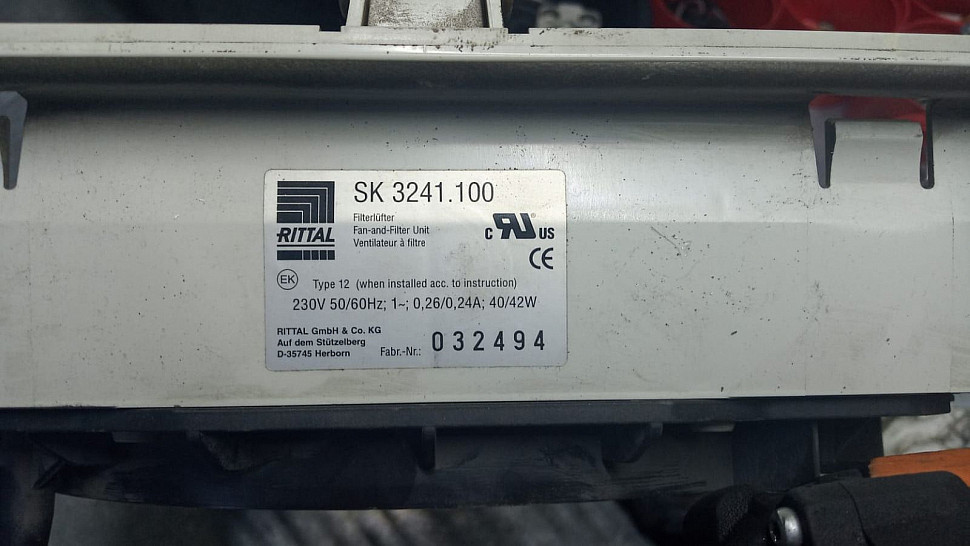 SK 3241.100
RITTAL
Filterlüfter
Fan-and-Filter Unit
Ventilateur à filtre
c RU US
CE
EK
Type 12 (when installed acc. to instruction)
230V 50/60Hz; 1~; 0,26/0,24A; 40/42W
RITTAL GmbH & Co. KG
Auf dem Stützelberg
D-35745 Herborn
Fabr.-Nr.: 032494